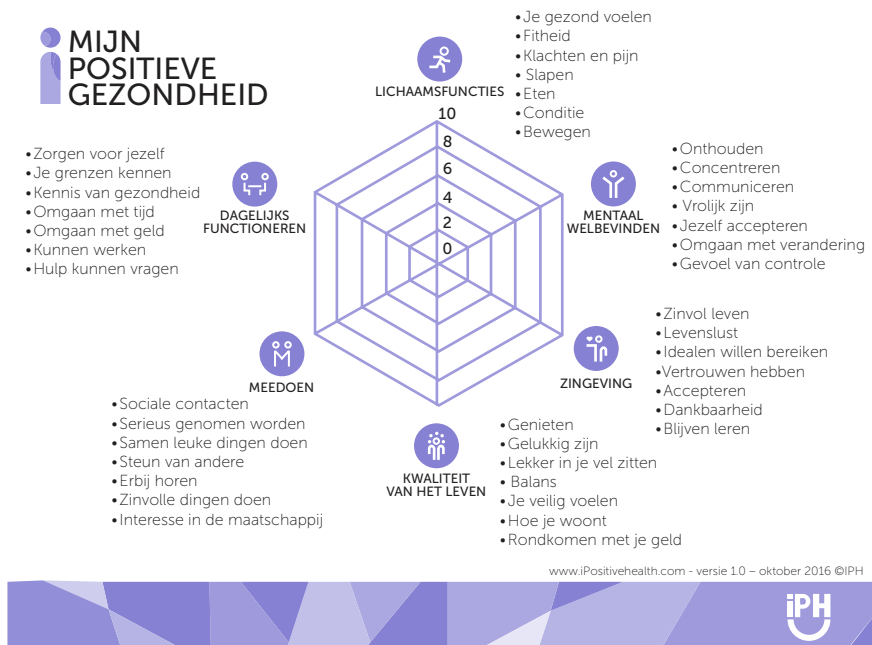 MIJN
POSITIEVE
GEZONDHEID
LICHAAMSFUNCTIES
• Je gezond voelen
• Fitheid
• Klachten en pijn
• Slapen
• Eten
• Conditie
• Bewegen
10
8
6
4
2
0
MENTAAL
WELBEVINDEN
• Onthouden
• Concentreren
• Communiceren
• Vrolijk zijn
• Jezelf accepteren
• Omgaan met verandering
• Gevoel van controle
ZINGEVING
• Zinvol leven
• Levenslust
• Idealen willen bereiken
• Vertrouwen hebben
• Accepteren
• Dankbaarheid
• Blijven leren
KWALITEIT
VAN HET LEVEN
• Genieten
• Gelukkig zijn
• Lekker in je vel zitten
• Balans
• Je veilig voelen
• Hoe je woont
• Rondkomen met je geld
MEEDOEN
• Sociale contacten
• Serieus genomen worden
• Samen leuke dingen doen
• Steun van andere
• Erbij horen
• Zinvolle dingen doen
• Interesse in de maatschappij
DAGELIJKS
FUNCTIONEREN
• Zorgen voor jezelf
• Je grenzen kennen
• Kennis van gezondheid
• Omgaan met tijd
• Omgaan met geld
• Kunnen werken
• Hulp kunnen vragen
www.iPositivehealth.com - versie 1.0 – oktober 2016 ©IPH
iPH